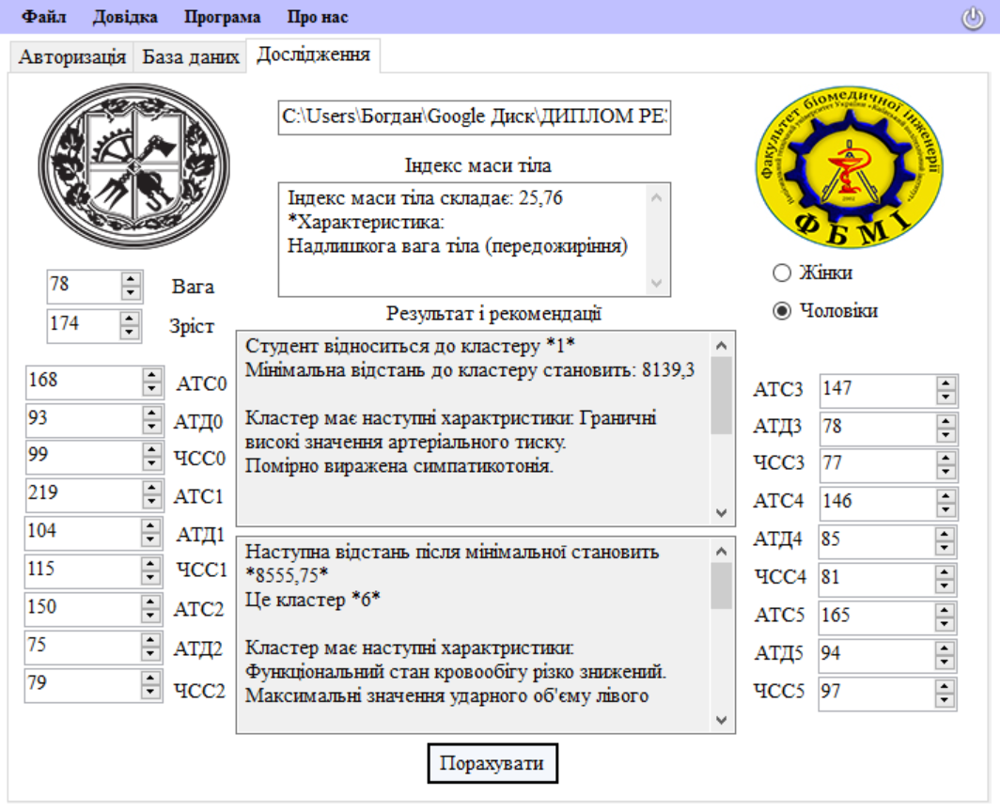 Файл Довідка Програма Про нас
Авторизація База даних Дослідження
C:\Users\Богдан\Google Диск\ДИПЛОМ РЕЗ
Індекс маси тіла
Індекс маси тіла складає: 25,76
*Характеристика:
Надлишкога вага тіла (передожиріння)
Факультет біомедичної інженерії
ФБМІ
Жінки
Чоловіки
78 Вага
174 Зріст
Результат і рекомендації
Студент відноситься до кластеру *1*
Мінімальна відстань до кластеру становить: 8139,3
Кластер має наступні характристики: Граничні
високі значення артеріального тиску.
Помірно виражена симпатикотонія.
Наступна відстань після мінімальної становить
*8555,75*
Це кластер *6*
Кластер має наступні характристики:
Функціональний стан кровообігу різко знижений.
Максимальні значення ударного об'єму лівого
168 АТС0
93 АТД0
99 ЧСС0
219 АТС1
104 АТД1
115 ЧСС1
150 АТС2
75 АТД2
79 ЧСС2
АТС3 147
АТД3 78
ЧСС3 77
АТС4 146
АТД4 85
ЧСС4 81
АТС5 165
АТД5 94
ЧСС5 97
Порахувати